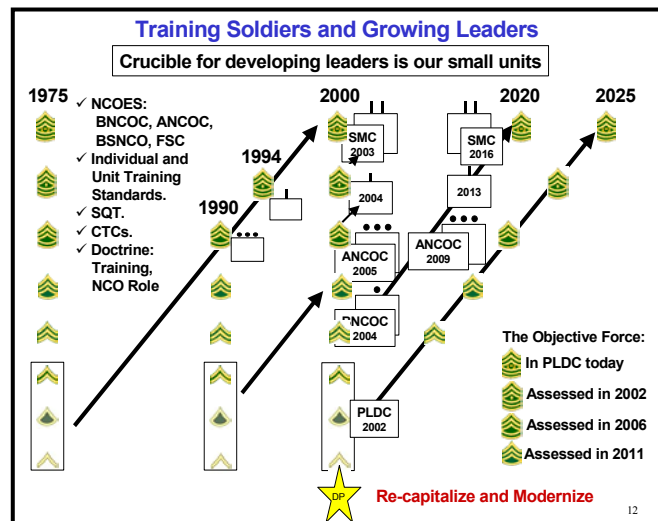 Training Soldiers and Growing Leaders
Crucible for developing leaders is our small units
1975
✓ NCOES:
BNCOC, ANCOC,
BSNCO, FSC
✓ Individual and
Unit Training
Standards.
✓ SQT.
✓ CTCs.
✓ Doctrine:
Training,
NCO Role
1990
1994
2000
2020
2025
SMC
2003
2004
ANCOC
2005
BNCOC
2004
PLDC
2002
SMC
2016
2013
ANCOC
2009
The Objective Force:
In PLDC today
Assessed in 2002
Assessed in 2006
Assessed in 2011
DP
Re-capitalize and Modernize
12